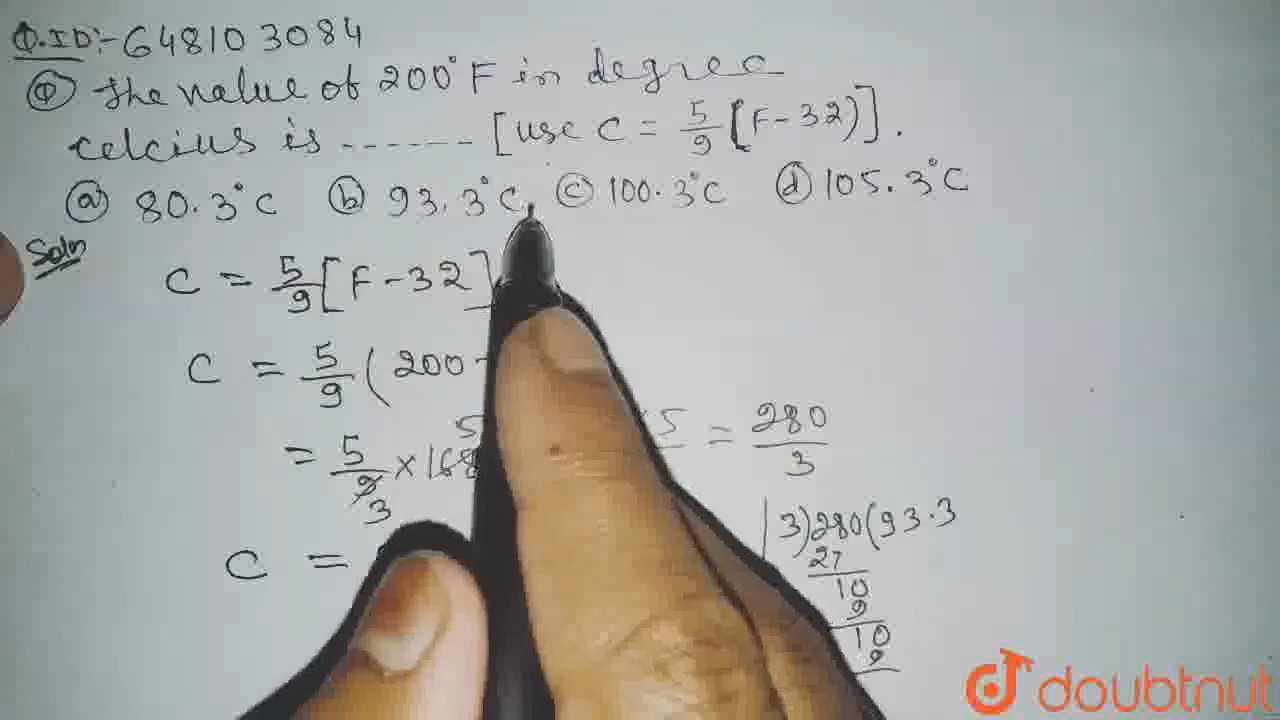 Q.ID:-648103084
Q the value of 200°F in degree
celcius is ------ [use C = 5/9 [F-32)].
(a) 80.3°C (b) 93.3°C, (c) 100.3°C (d) 105.3°C
Soln
C = 5/9 [F-32]
C = 5/9 (200-
= 5/9 × 168 5 = 280/3
3
3)280(93.3
27
10
9
10
9
C =
doubtnut